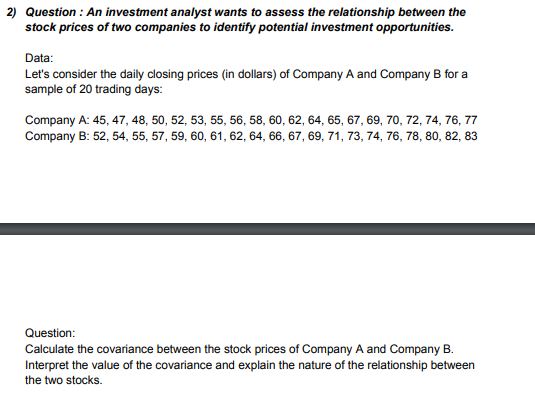 2) Question : An investment analyst wants to assess the relationship between the
stock prices of two companies to identify potential investment opportunities.
Data:
Let's consider the daily closing prices (in dollars) of Company A and Company B for a
sample of 20 trading days:
Company A: 45, 47, 48, 50, 52, 53, 55, 56, 58, 60, 62, 64, 65, 67, 69, 70, 72, 74, 76, 77
Company B: 52, 54, 55, 57, 59, 60, 61, 62, 64, 66, 67, 69, 71, 73, 74, 76, 78, 80, 82, 83
Question:
Calculate the covariance between the stock prices of Company A and Company B.
Interpret the value of the covariance and explain the nature of the relationship between
the two stocks.